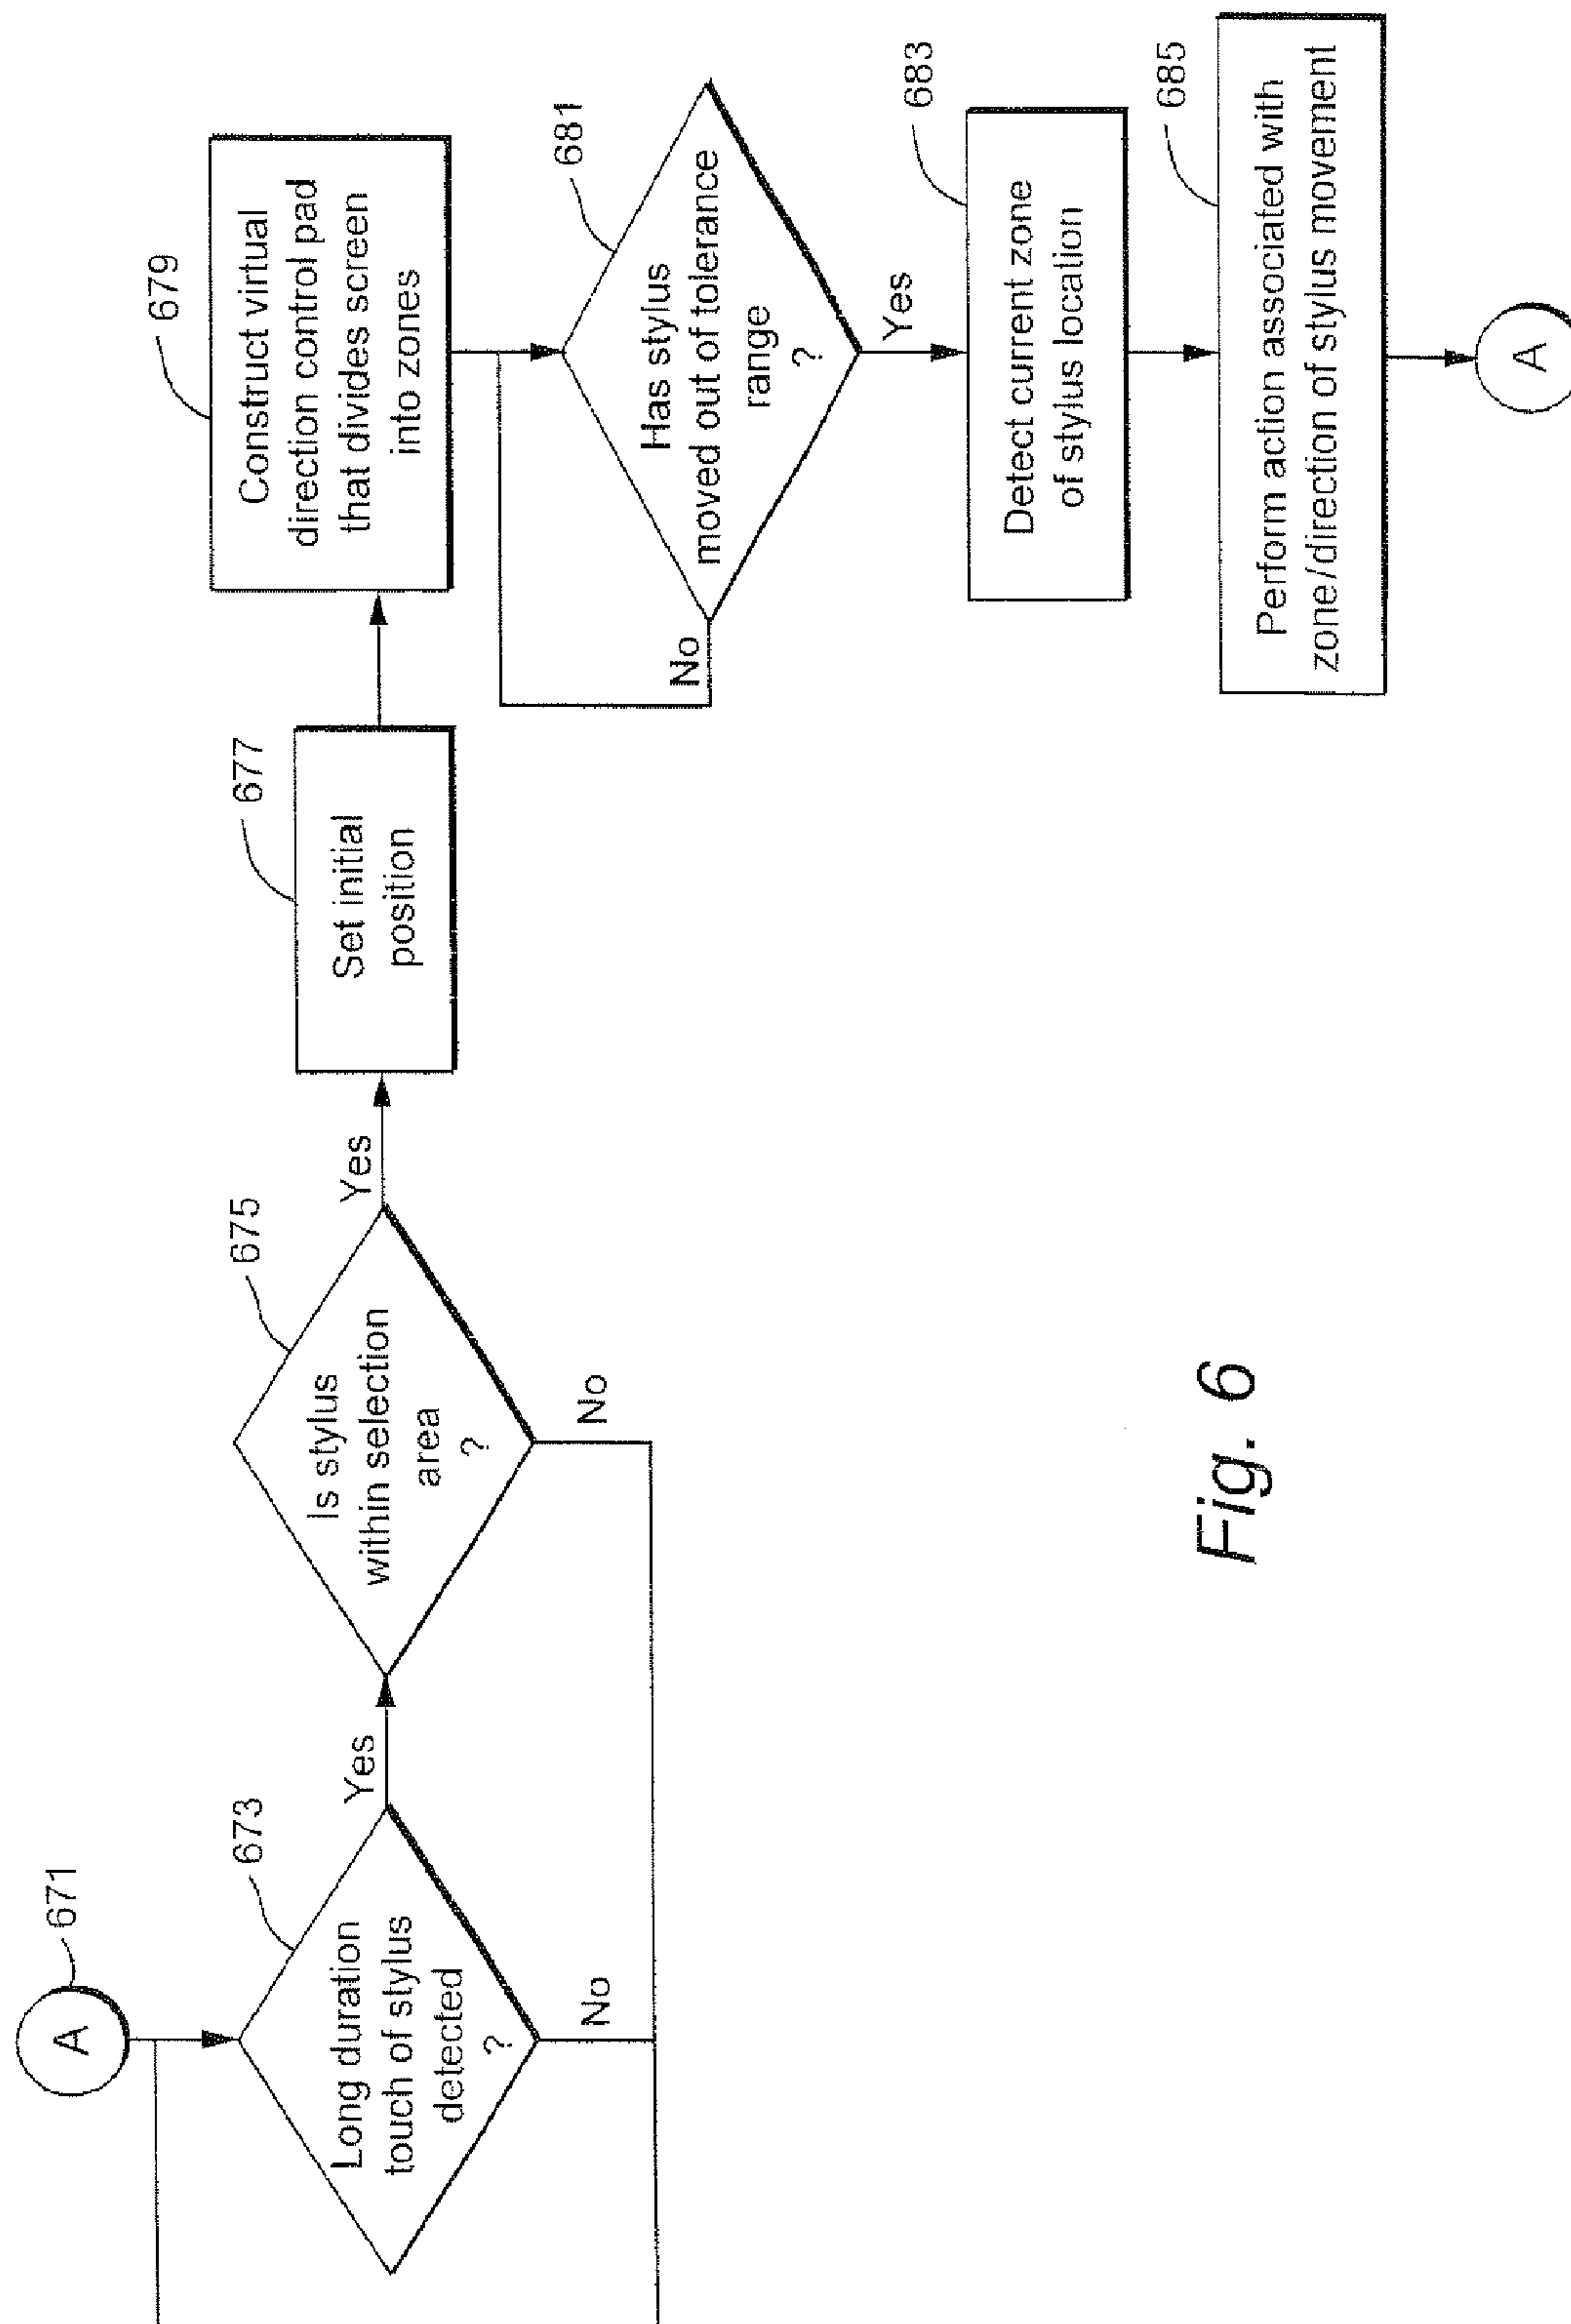 A
671
Long duration
touch of stylus
detected
?
673
Yes
No
Is stylus
within selection
area
?
675
Yes
No
Set initial
position
677
Construct virtual
direction control pad
that divides screen
into zones
679
Has stylus
moved out of tolerance
range
?
681
No
Yes
Detect current zone
of stylus location
683
Perform action associated with
zone/direction of stylus movement
685
A
Fig. 6